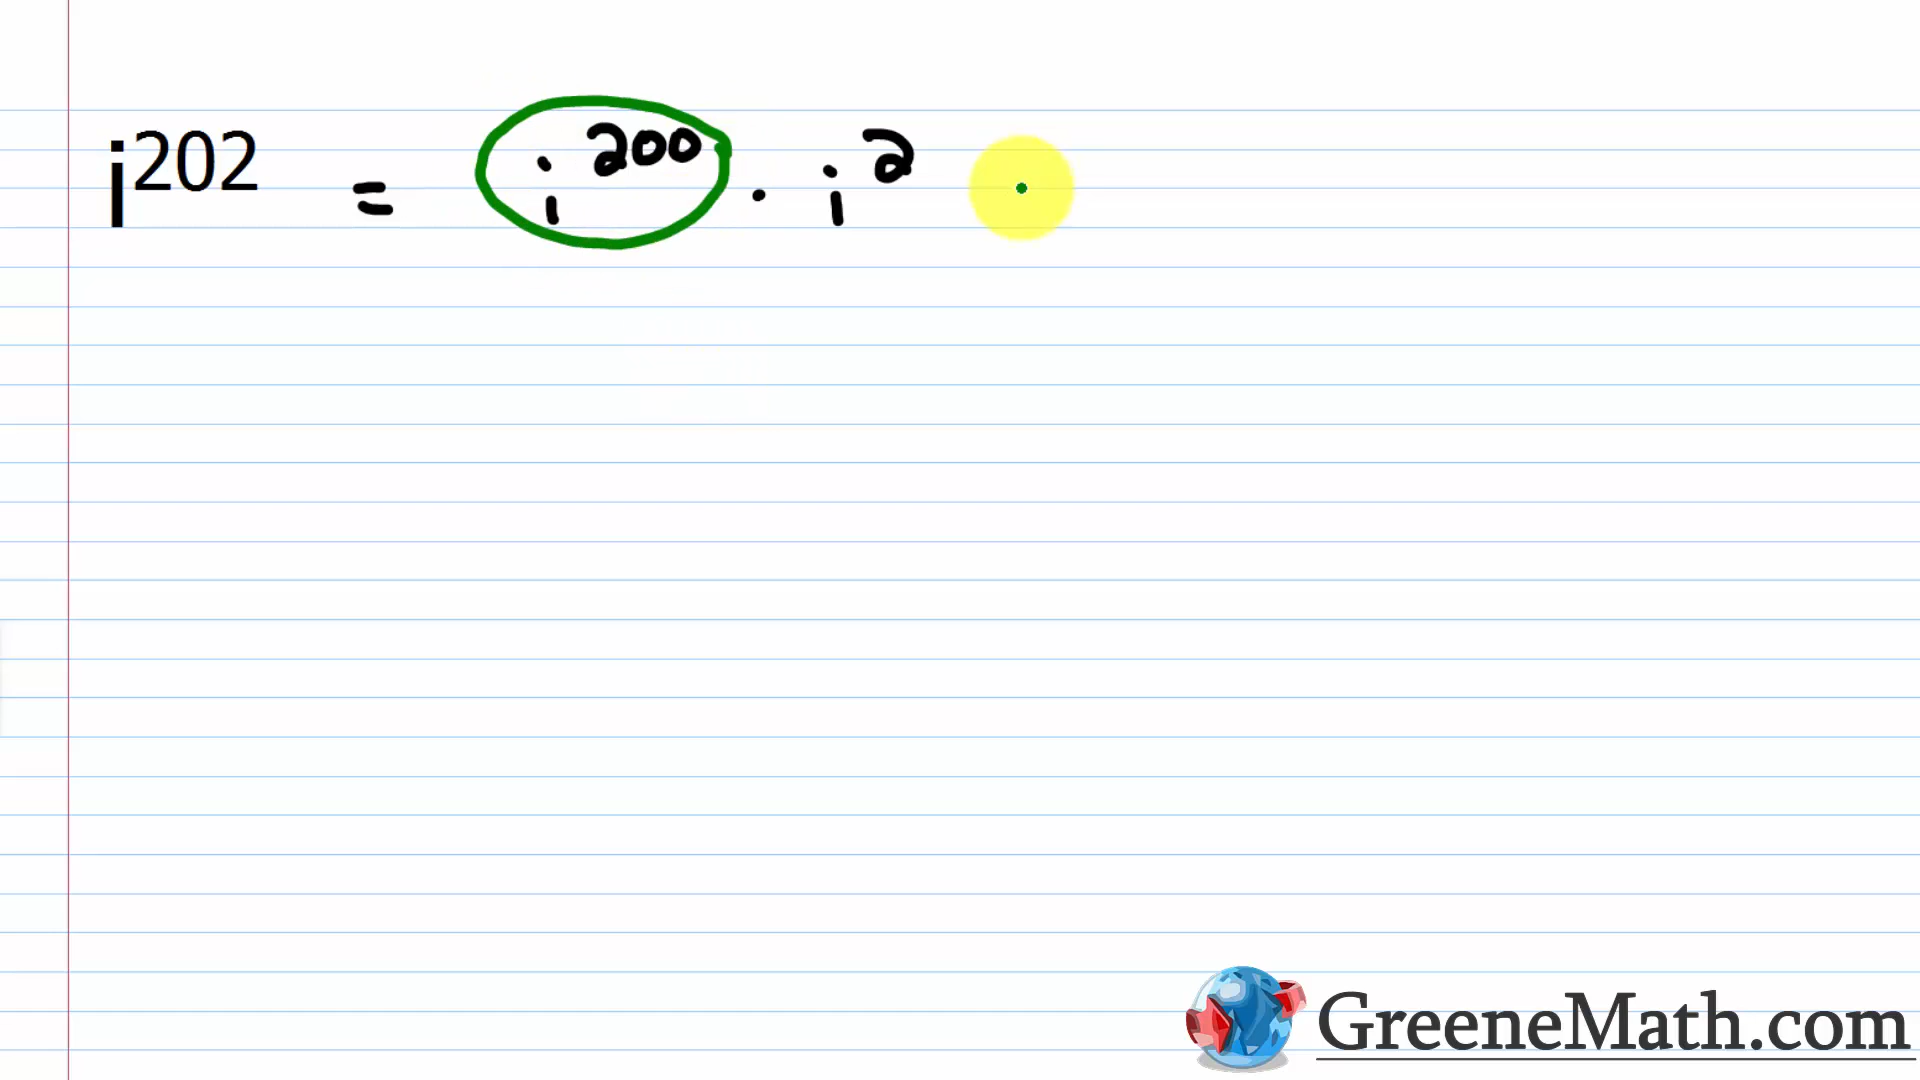 i²⁰² = i²⁰⁰ · i²
GreeneMath.com